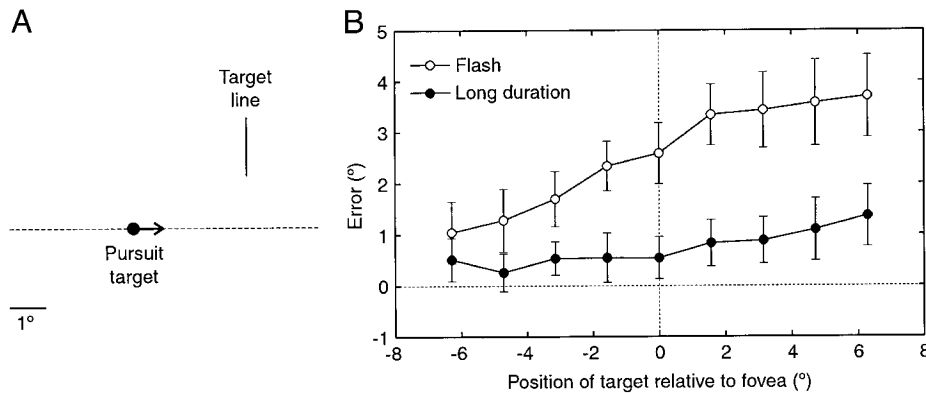 A
Target
line
Pursuit
target
1°
B
Flash
Long duration
Error (°)
5
4
3
2
1
0
-1
-8 -6 -4 -2 0 2 4 6 8
Position of target relative to fovea (°)